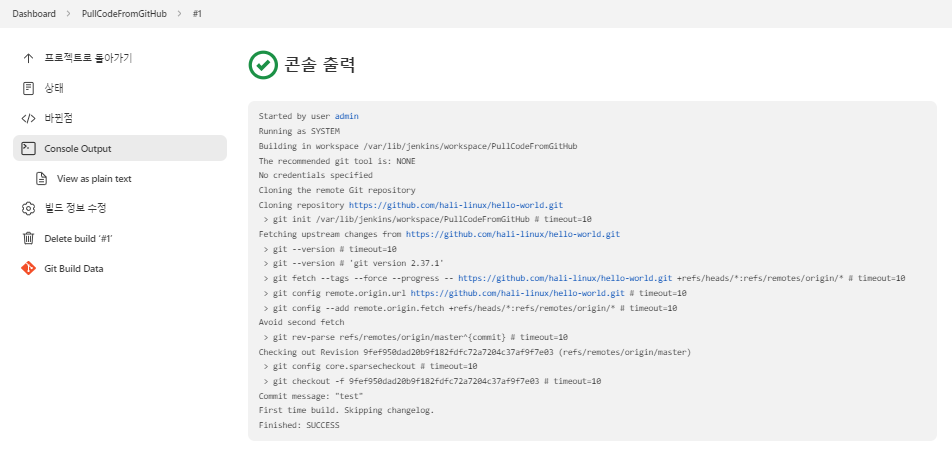 Dashboard > PullCodeFromGitHub > #1
프로젝트로 돌아가기
상태
바뀐점
Console Output
View as plain text
빌드 정보 수정
Delete build '#1'
Git Build Data
콘솔 출력
Started by user admin
Running as SYSTEM
Building in workspace /var/lib/jenkins/workspace/PullCodeFromGitHub
The recommended git tool is: NONE
No credentials specified
Cloning the remote Git repository
Cloning repository https://github.com/hali-linux/hello-world.git
 > git init /var/lib/jenkins/workspace/PullCodeFromGitHub # timeout=10
Fetching upstream changes from https://github.com/hali-linux/hello-world.git
 > git --version # timeout=10
 > git --version # 'git version 2.37.1'
 > git fetch --tags --force --progress -- https://github.com/hali-linux/hello-world.git +refs/heads/*:refs/remotes/origin/* # timeout=10
 > git config remote.origin.url https://github.com/hali-linux/hello-world.git # timeout=10
 > git config --add remote.origin.fetch +refs/heads/*:refs/remotes/origin/* # timeout=10
Avoid second fetch
 > git rev-parse refs/remotes/origin/master^{commit} # timeout=10
Checking out Revision 9fef950dad20b9f182fdfc72a7204c37af9f7e03 (refs/remotes/origin/master)
 > git config core.sparsecheckout # timeout=10
 > git checkout -f 9fef950dad20b9f182fdfc72a7204c37af9f7e03 # timeout=10
Commit message: "test"
First time build. Skipping changelog.
Finished: SUCCESS